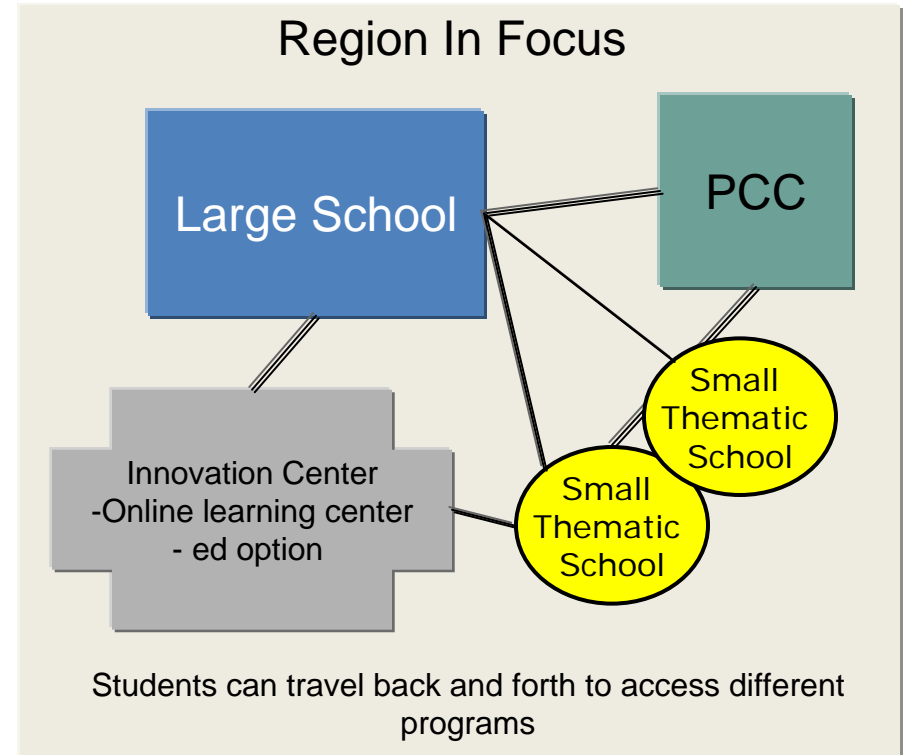 Region In Focus
Large School
PCC
Small
Thematic
School
Small
Thematic
School
Innovation Center
-Online learning center
- ed option
Students can travel back and forth to access different
programs